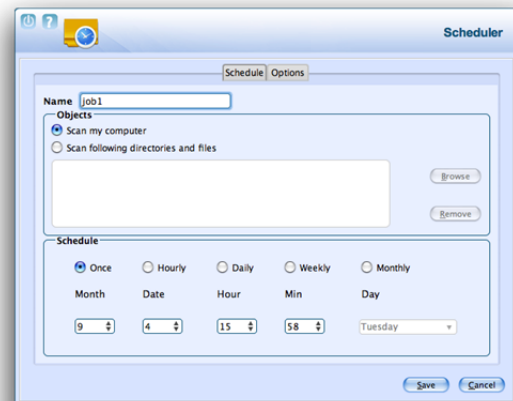 ?
Scheduler
Schedule Options
Name job1
Objects
Scan my computer
Scan following directories and files
Browse
Remove
Schedule
Once Hourly Daily Weekly Monthly
Month Date Hour Min Day
9 4 15 58 Tuesday
Save Cancel